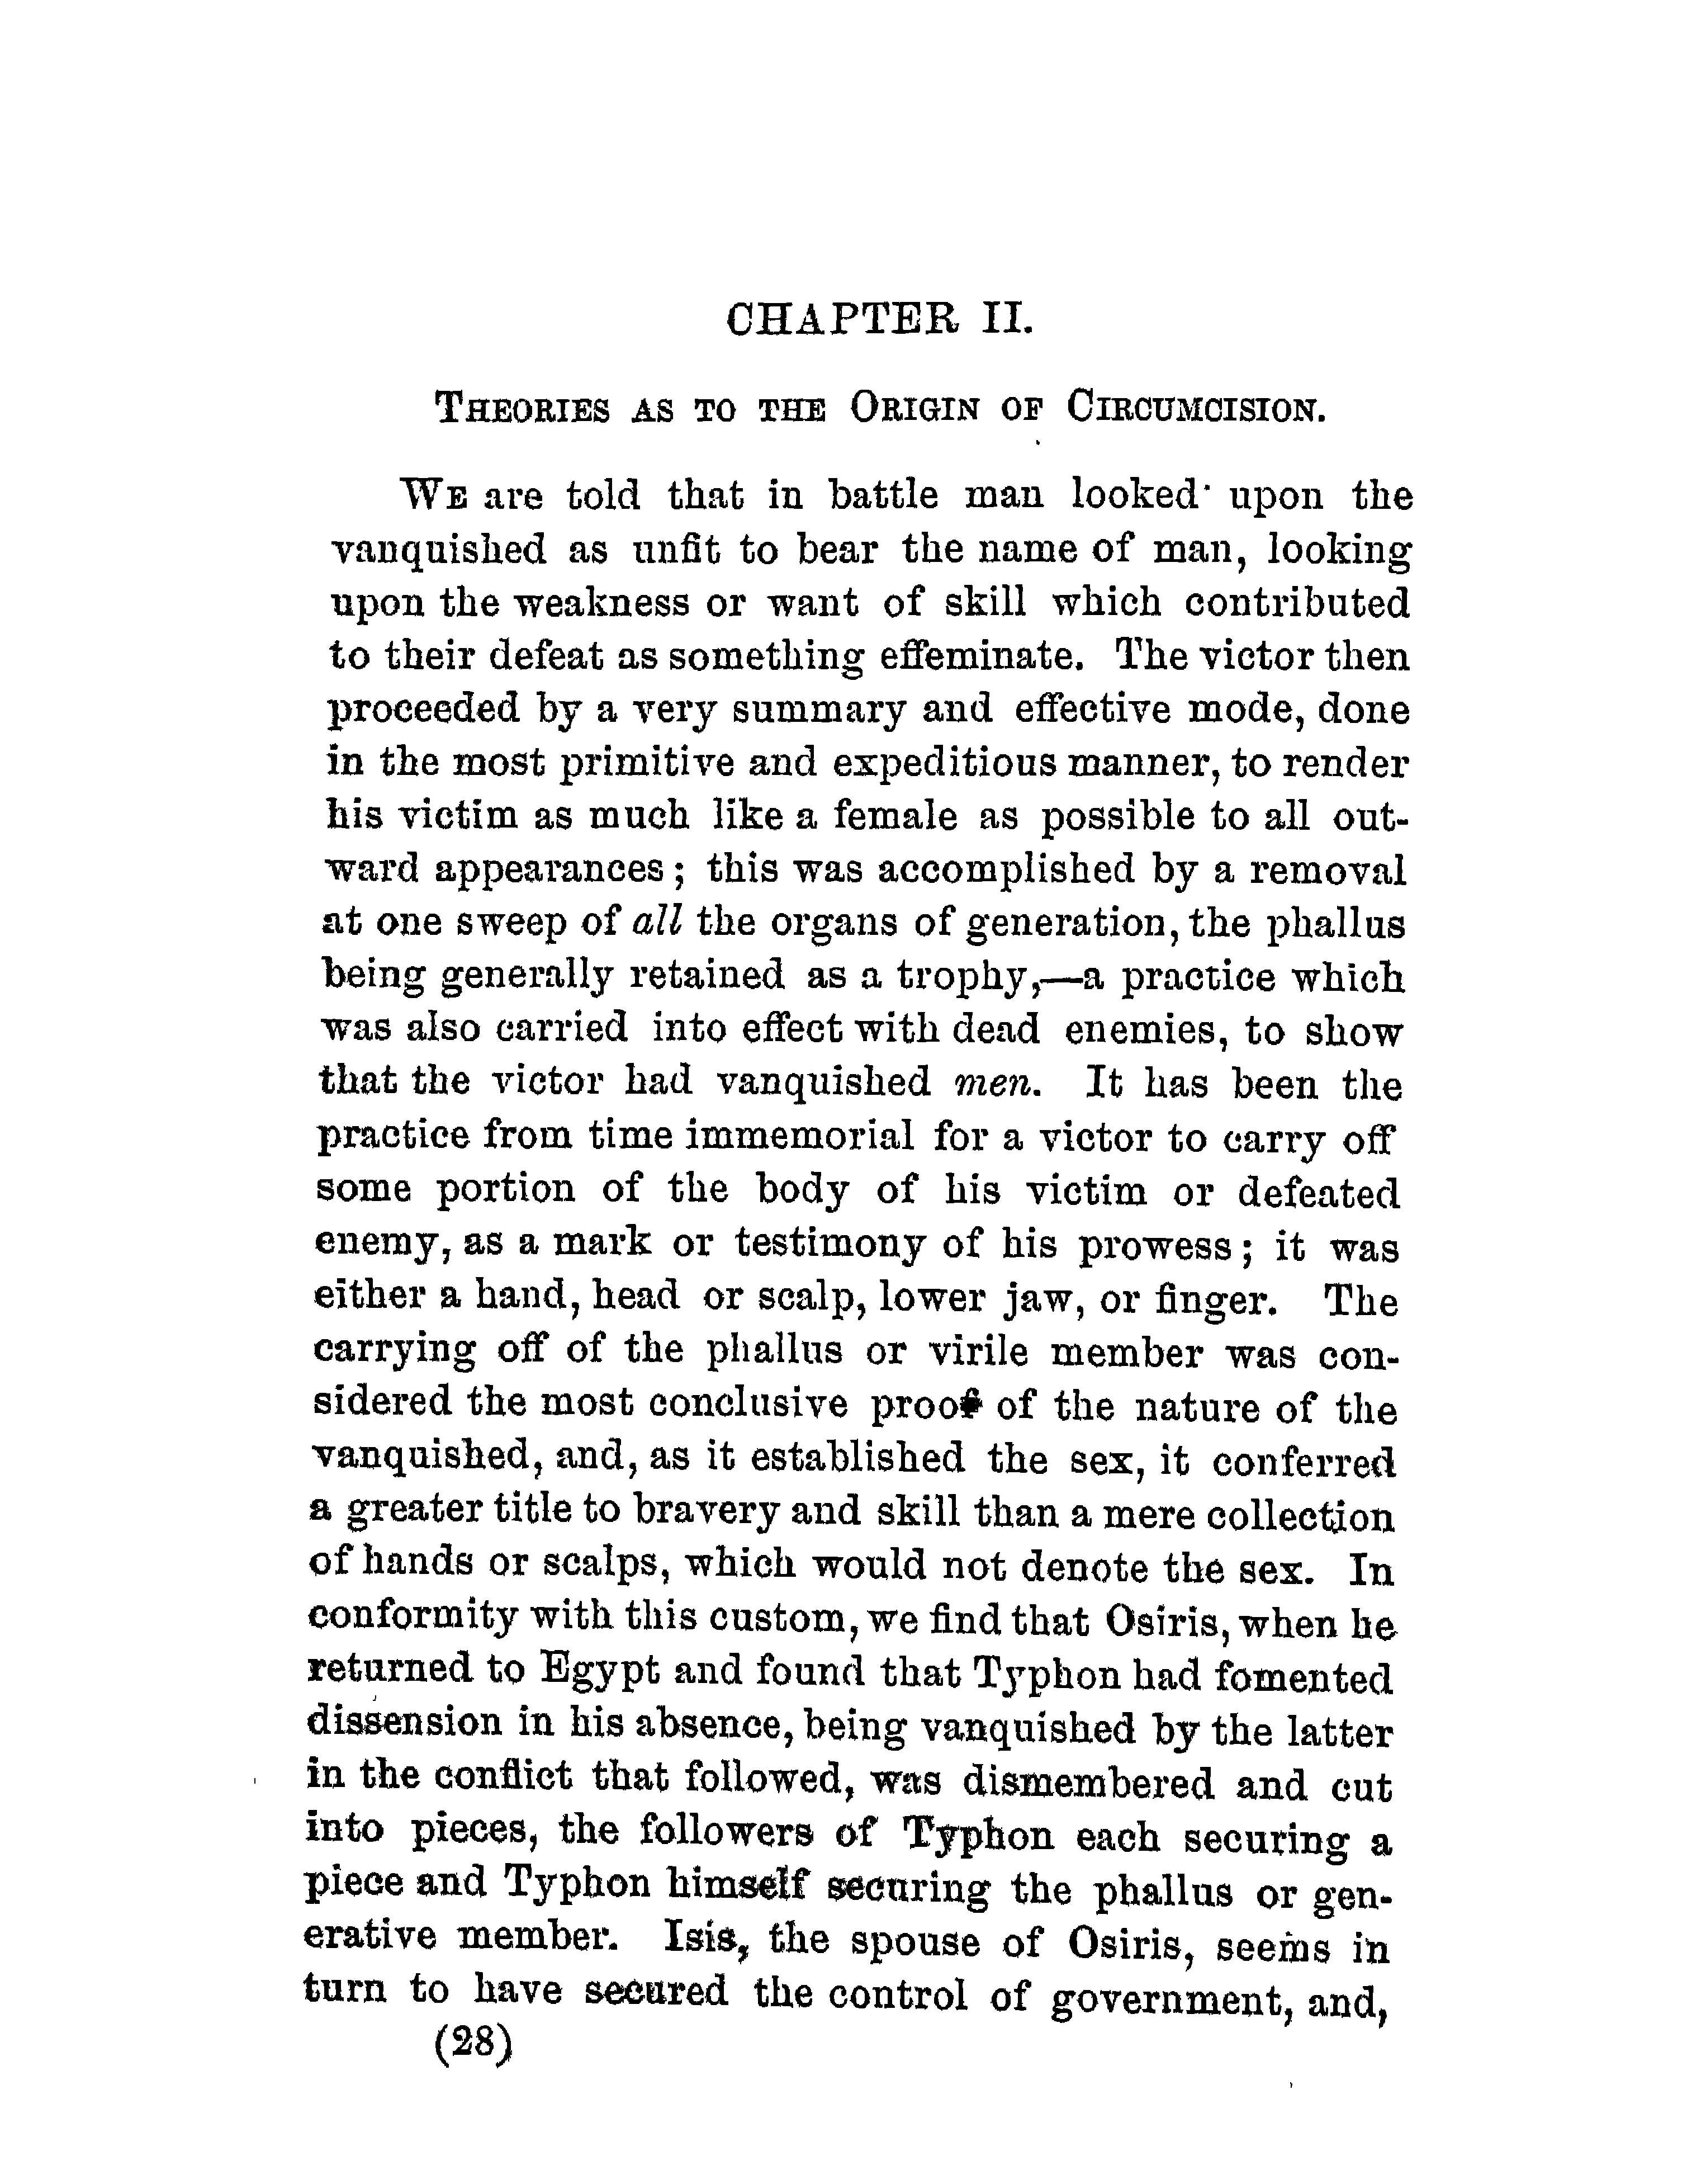 CHAPTER II.
THEORIES AS TO THE ORIGIN OF CIRCUMCISION.
WE are told that in battle man looked upon the
vanquished as unfit to bear the name of man, looking
upon the weakness or want of skill which contributed
to their defeat as something effeminate. The victor then
proceeded by a very summary and effective mode, done
in the most primitive and expeditious manner, to render
his victim as much like a female as possible to all out-
ward appearances; this was accomplished by a removal
at one sweep of all the organs of generation, the phallus
being generally retained as a trophy,—a practice which
was also carried into effect with dead enemies, to show
that the victor had vanquished men. It has been the
practice from time immemorial for a victor to carry off
some portion of the body of his victim or defeated
enemy, as a mark or testimony of his prowess; it was
either a hand, head or scalp, lower jaw, or finger. The
carrying off of the phallus or virile member was con-
sidered the most conclusive proof of the nature of the
vanquished, and, as it established the sex, it conferred
a greater title to bravery and skill than a mere collection
of hands or scalps, which would not denote the sex. In
conformity with this custom, we find that Osiris, when he
returned to Egypt and found that Typhon had fomented
dissension in his absence, being vanquished by the latter
in the conflict that followed, was dismembered and cut
into pieces, the followers of Typhon each securing a
piece and Typhon himself securing the phallus or gen-
erative member. Isis, the spouse of Osiris, seems in
turn to have secured the control of government, and,
(28)